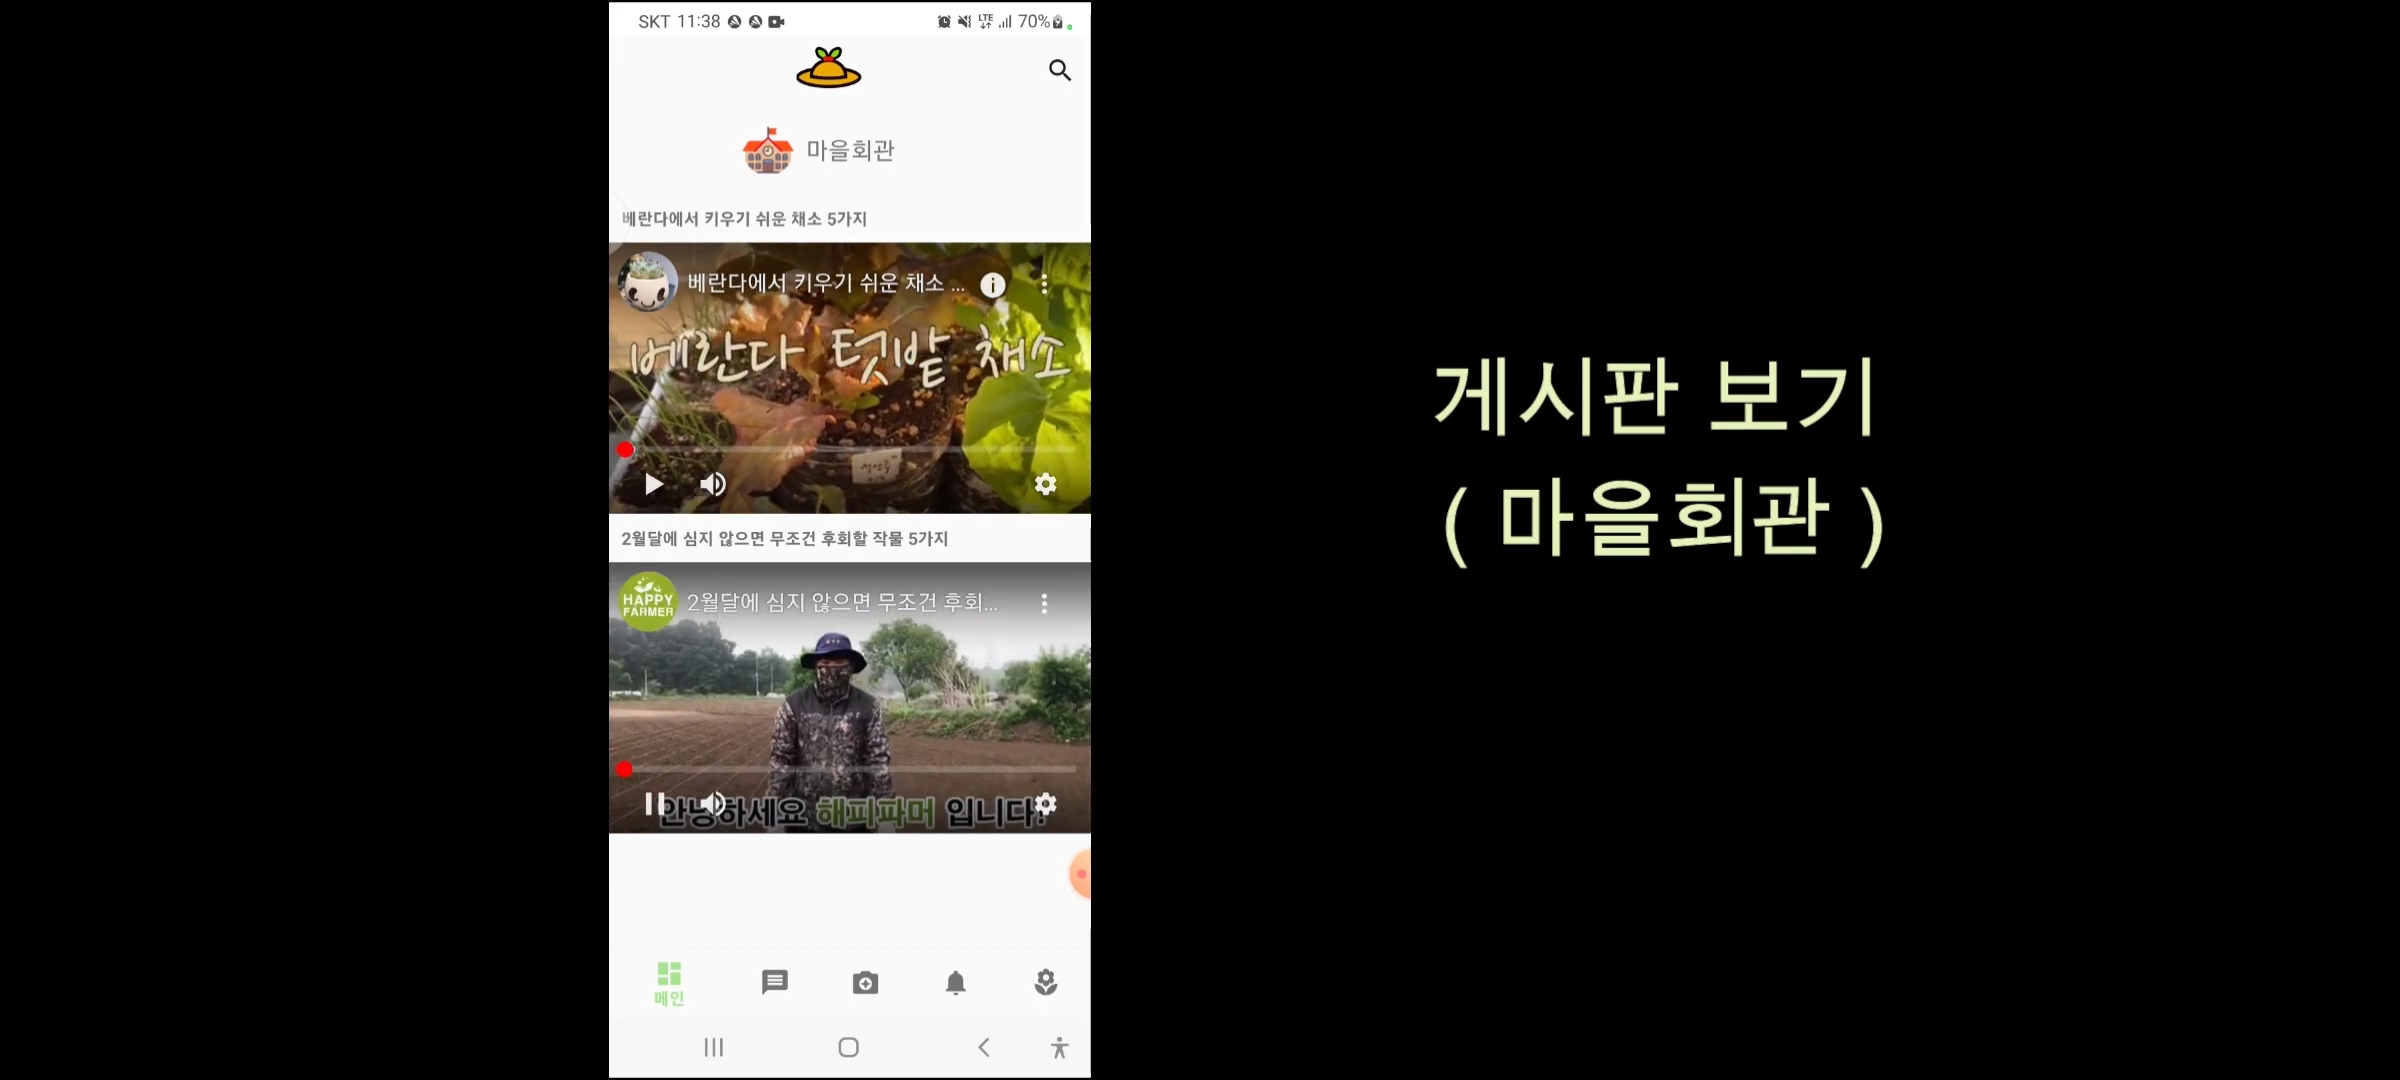 SKT 11:38
LTE 70%
마을회관
베란다에서 키우기 쉬운 채소 5가지
베란다에서 키우기 쉬운 채소 ...
베란다 텃밭 채소
2월달에 심지 않으면 무조건 후회할 작물 5가지
HAPPY
FARMER
2월달에 심지 않으면 무조건 후회...
안녕하세요 해피파머 입니다!
메인
게시판 보기
( 마을회관 )